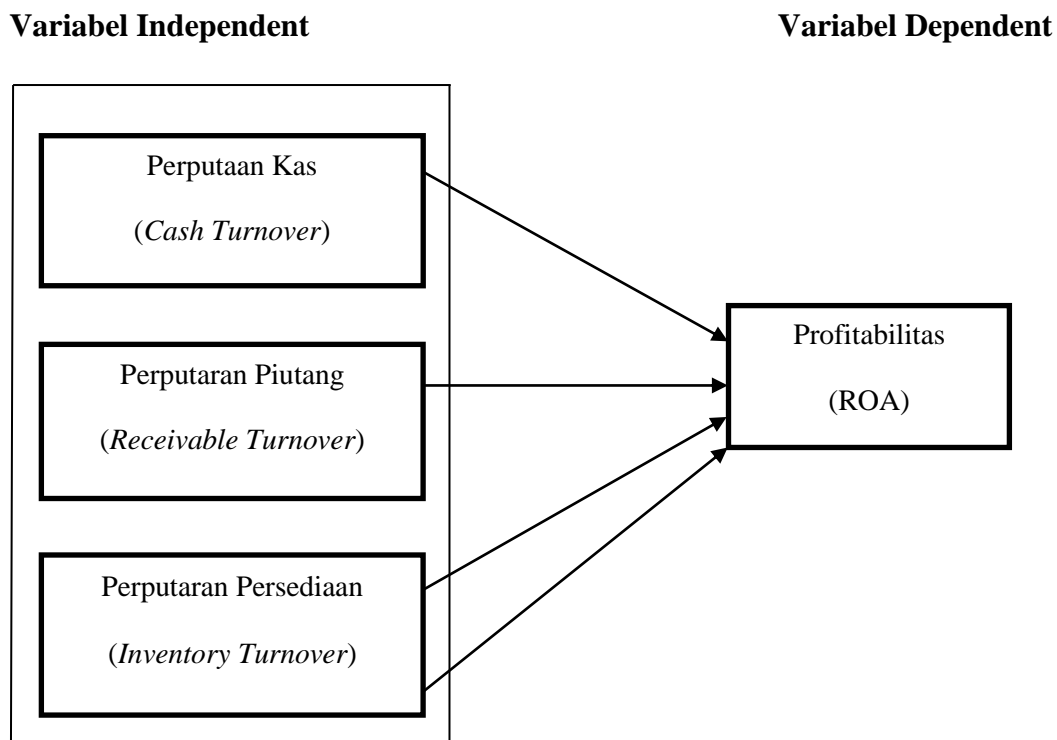 Variabel Independent
Variabel Dependent
Perputaan Kas
(Cash Turnover)
Perputaran Piutang
(Receivable Turnover)
Perputaran Persediaan
(Inventory Turnover)
Profitabilitas
(ROA)